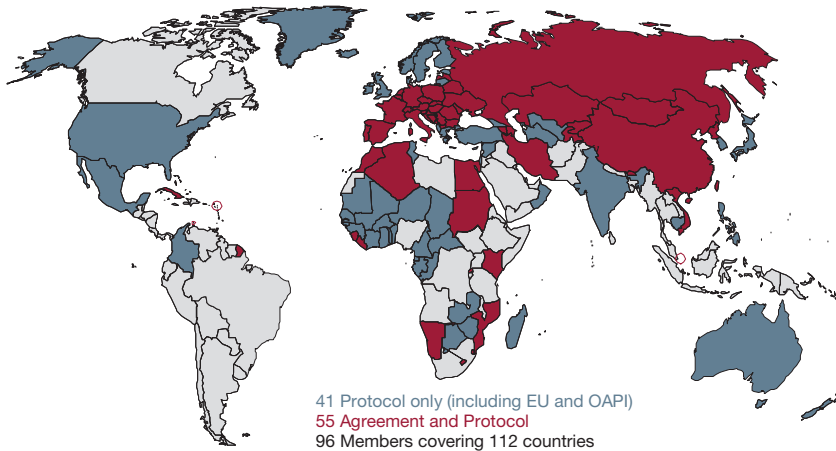 41 Protocol only (including EU and OAPI)
55 Agreement and Protocol
96 Members covering 112 countries